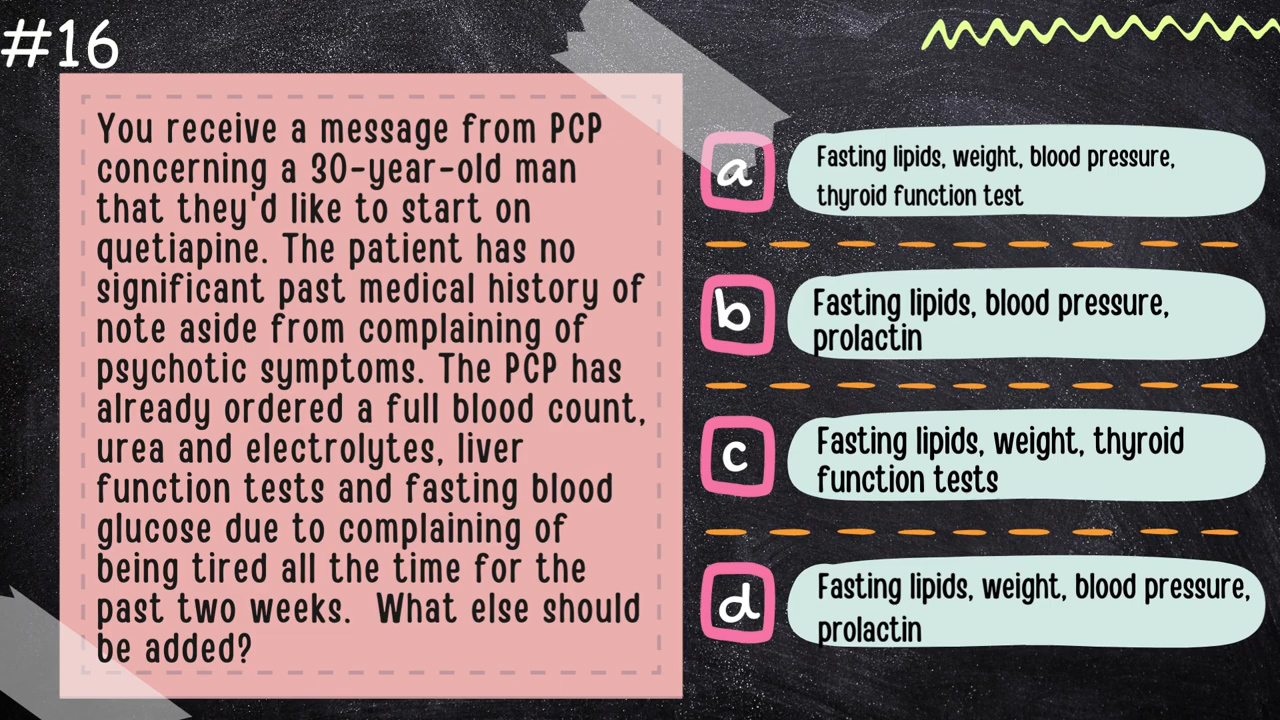 #16
You receive a message from PCP
concerning a 30-year-old man
that they'd like to start on
quetiapine. The patient has no
significant past medical history of
note aside from complaining of
psychotic symptoms. The PCP has
already ordered a full blood count,
urea and electrolytes, liver
function tests and fasting blood
glucose due to complaining of
being tired all the time for the
past two weeks. What else should
be added?
a
Fasting lipids, weight, blood pressure,
thyroid function test
b
Fasting lipids, blood pressure,
prolactin
c
Fasting lipids, weight, thyroid
function tests
d
Fasting lipids, weight, blood pressure,
prolactin